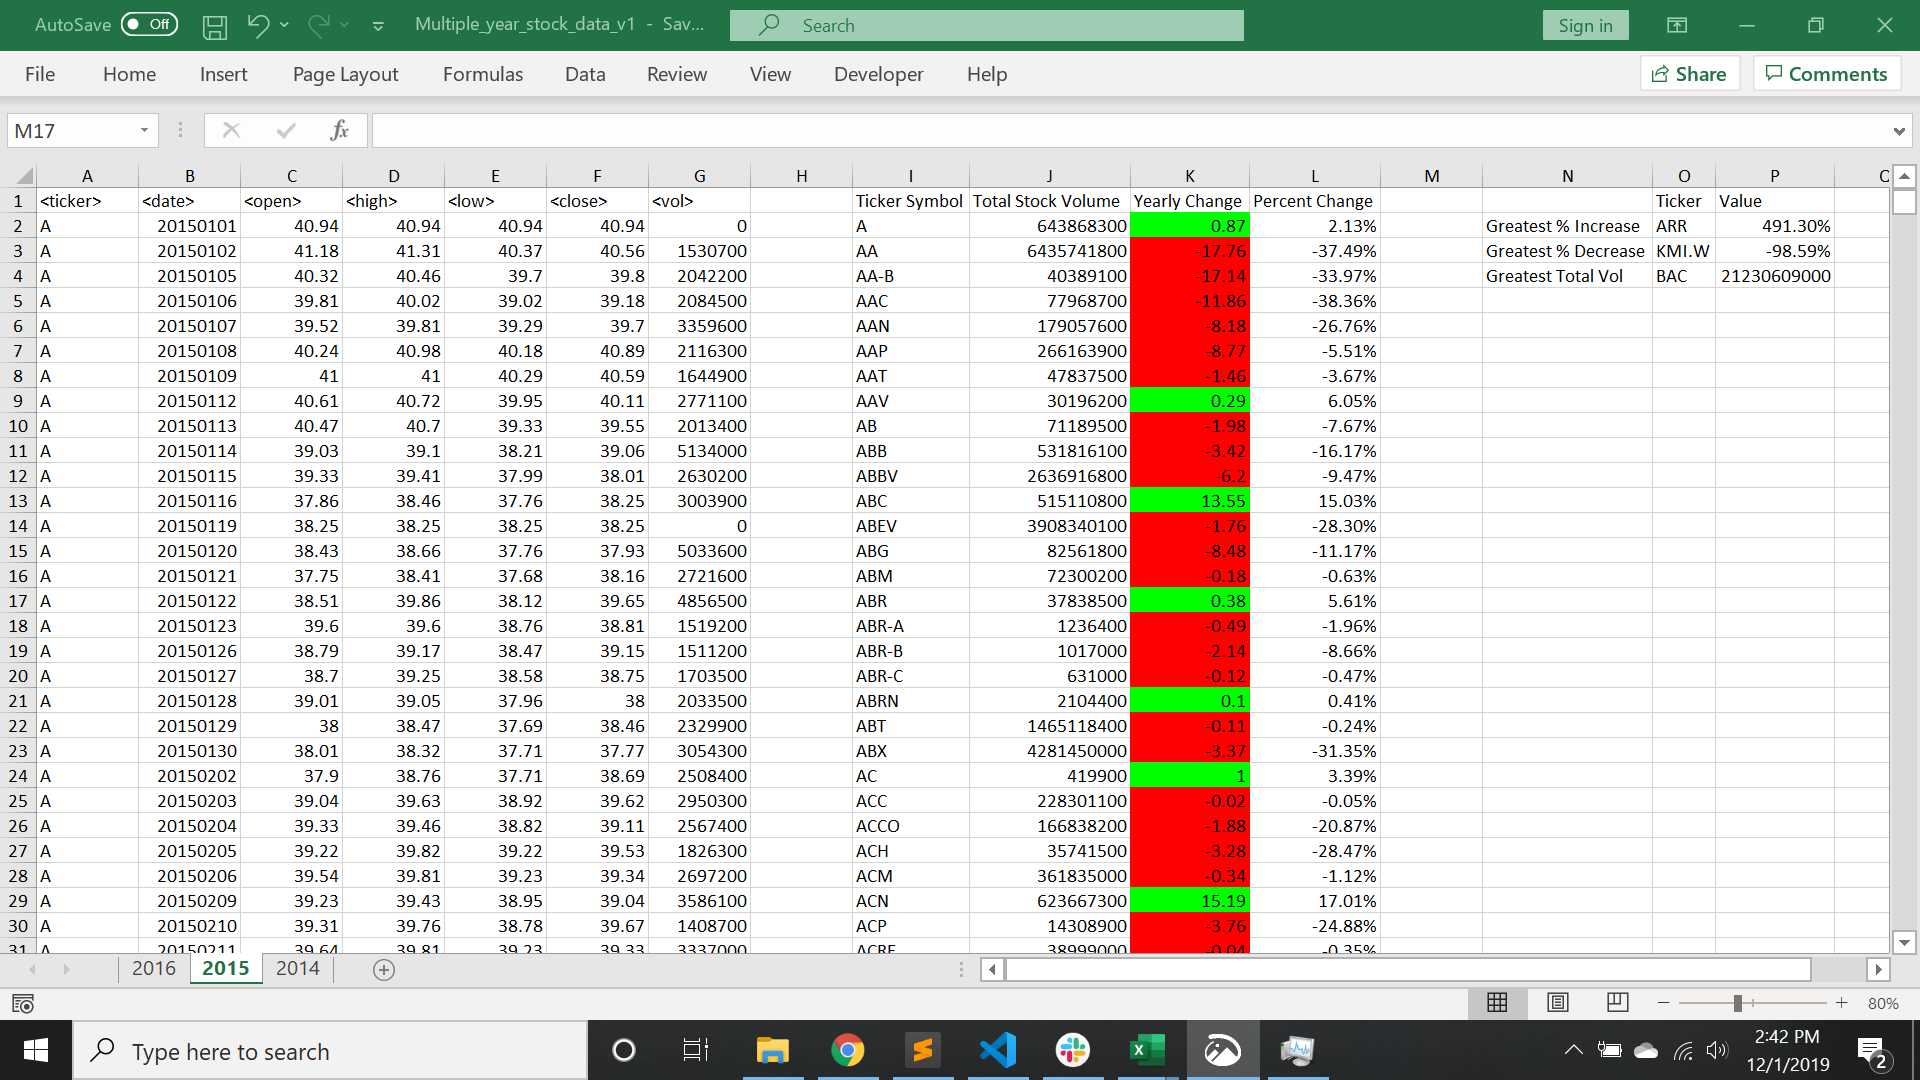 AutoSave Off Multiple_year_stock_data_v1 - Sav... Search Sign in
File Home Insert Page Layout Formulas Data Review View Developer Help Share Comments
M17 fx
A B C D E F G H I J K L M N O P
1 <ticker> <date> <open> <high> <low> <close> <vol> Ticker Symbol Total Stock Volume Yearly Change Percent Change Ticker Value
2 A 20150101 40.94 40.94 40.94 40.94 0 A 643868300 0.87 2.13% Greatest % Increase ARR 491.30%
3 A 20150102 41.18 41.31 40.37 40.56 1530700 AA 6435741800 -17.76 -37.49% Greatest % Decrease KMI.W -98.59%
4 A 20150105 40.32 40.46 39.7 39.8 2042200 AA-B 40389100 -17.14 -33.97% Greatest Total Vol BAC 21230609000
5 A 20150106 39.81 40.02 39.02 39.18 2084500 AAC 77968700 -11.86 -38.36%
6 A 20150107 39.52 39.81 39.29 39.7 3359600 AAN 179057600 -8.18 -26.76%
7 A 20150108 40.24 40.98 40.18 40.89 2116300 AAP 266163900 -8.77 -5.51%
8 A 20150109 41 41 40.29 40.59 1644900 AAT 47837500 -1.46 -3.67%
9 A 20150112 40.61 40.72 39.95 40.11 2771100 AAV 30196200 0.29 6.05%
10 A 20150113 40.47 40.7 39.33 39.55 2013400 AB 71189500 -1.98 -7.67%
11 A 20150114 39.03 39.1 38.21 39.06 5134000 ABB 531816100 -3.42 -16.17%
12 A 20150115 39.33 39.41 37.99 38.01 2630200 ABBV 2636916800 -6.2 -9.47%
13 A 20150116 37.86 38.46 37.76 38.25 3003900 ABC 515110800 13.55 15.03%
14 A 20150119 38.25 38.25 38.25 38.25 0 ABEV 3908340100 -1.76 -28.30%
15 A 20150120 38.43 38.66 37.76 37.93 5033600 ABG 82561800 -8.48 -11.17%
16 A 20150121 37.75 38.41 37.68 38.16 2721600 ABM 72300200 -0.18 -0.63%
17 A 20150122 38.51 39.86 38.12 39.65 4856500 ABR 37838500 0.38 5.61%
18 A 20150123 39.6 39.6 38.76 38.81 1519200 ABR-A 1236400 -0.49 -1.96%
19 A 20150126 38.79 39.17 38.47 39.15 1511200 ABR-B 1017000 -2.14 -8.66%
20 A 20150127 38.7 39.25 38.58 38.75 1703500 ABR-C 631000 -0.12 -0.47%
21 A 20150128 39.01 39.05 37.96 38 2033500 ABRN 2104400 0.1 0.41%
22 A 20150129 38 38.47 37.69 38.46 2329900 ABT 1465118400 -0.11 -0.24%
23 A 20150130 38.01 38.32 37.71 37.77 3054300 ABX 4281450000 -3.37 -31.35%
24 A 20150202 37.9 38.76 37.71 38.69 2508400 AC 419900 1 3.39%
25 A 20150203 39.04 39.63 38.92 39.62 2950300 ACC 228301100 -0.02 -0.05%
26 A 20150204 39.33 39.46 38.82 39.11 2567400 ACCO 166838200 -1.88 -20.87%
27 A 20150205 39.22 39.82 39.22 39.53 1826300 ACH 35741500 -3.28 -28.47%
28 A 20150206 39.54 39.81 39.23 39.34 2697200 ACM 361835000 -0.34 -1.12%
29 A 20150209 39.23 39.43 38.95 39.04 3586100 ACN 623667300 15.19 17.01%
30 A 20150210 39.31 39.76 38.78 39.67 1408700 ACP 14308900 -3.76 -24.88%
31 A 20150211 39.64 39.81 39.23 39.33 3337000 ACRE 38999000 -0.04 -0.35%
2016 2015 2014
80%
Type here to search 2:42 PM
12/1/2019 2